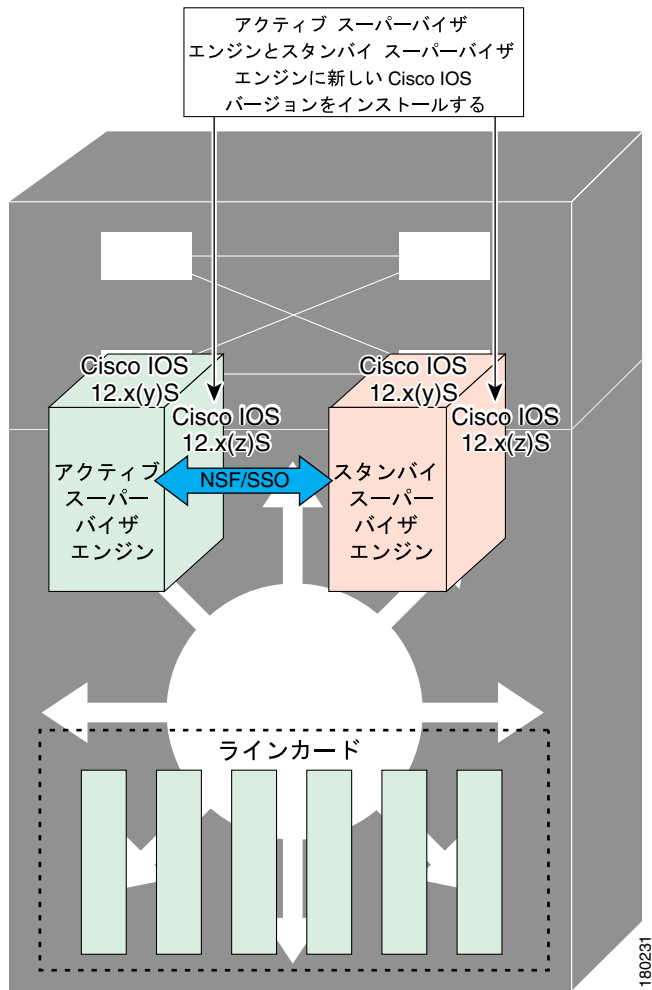 アクティブ スーパーバイザ
エンジンとスタンバイ スーパーバイザ
エンジンに新しい Cisco IOS
バージョンをインストールする
Cisco IOS
12.x(y)S
Cisco IOS
12.x(z)S
Cisco IOS
12.x(y)S
Cisco IOS
12.x(z)S
アクティブ
スーパー
バイザ
エンジン
NSF/SSO
スタンバイ
スーパー
バイザ
エンジン
ラインカード
180231